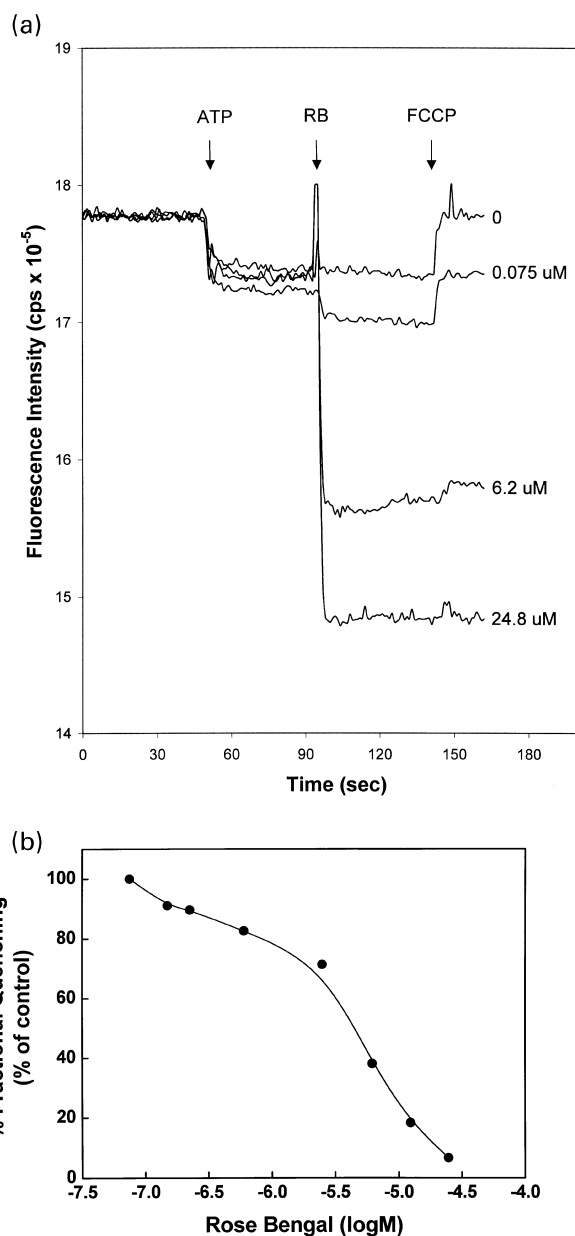 (a)
19
18
17
16
15
14
Fluorescence Intensity (cps x 10⁻⁵)
ATP RB FCCP
0
0.075 uM
6.2 uM
24.8 uM
0 30 60 90 120 150 180
Time (sec)
(b)
100
80
60
40
20
0
(% of control)
-7.5 -7.0 -6.5 -6.0 -5.5 -5.0 -4.5 -4.0
Rose Bengal (logM)